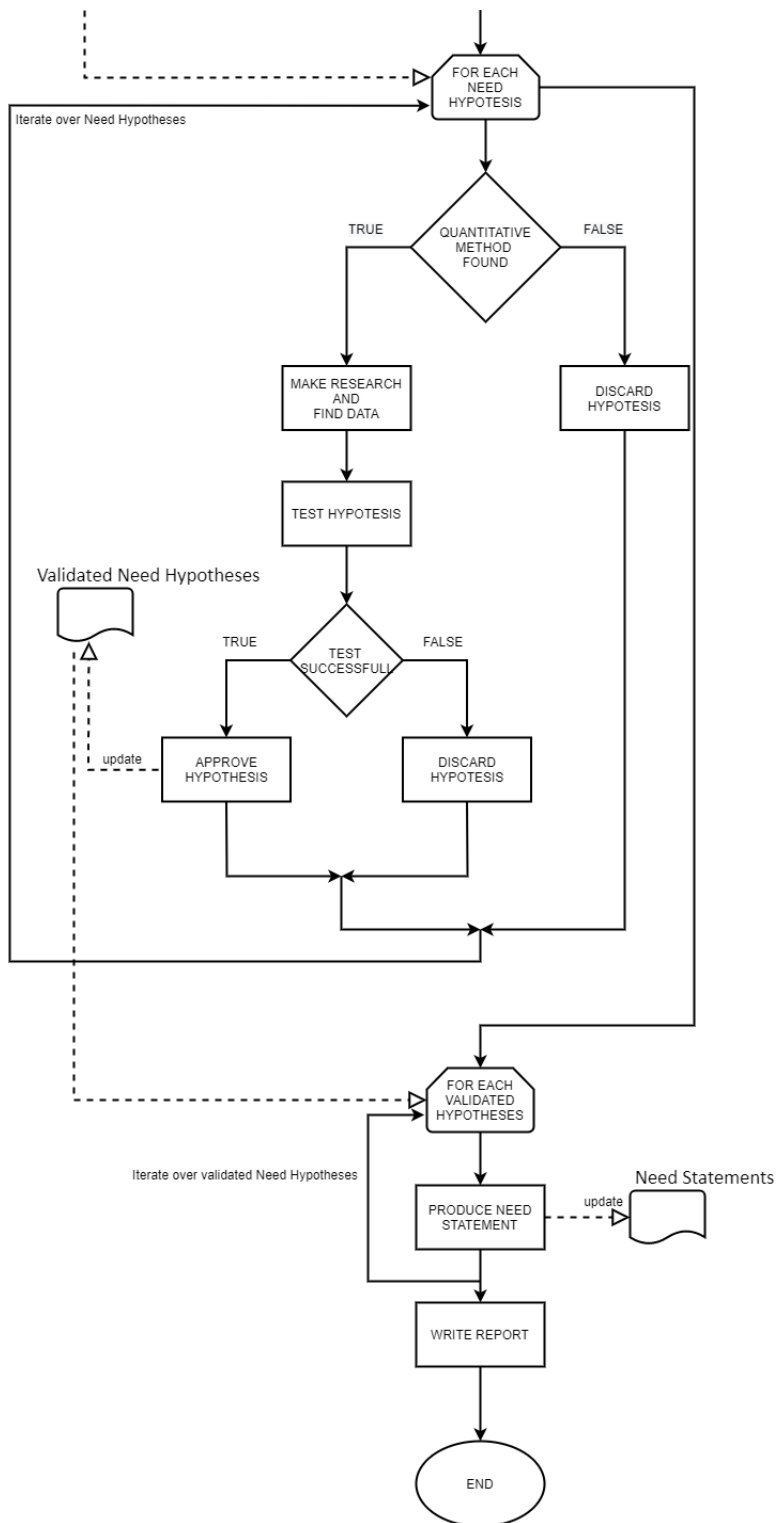 FOR EACH
NEED
HYPOTESIS
Iterate over Need Hypotheses
TRUE
QUANTITATIVE
METHOD
FOUND
FALSE
MAKE RESEARCH
AND
FIND DATA
DISCARD
HYPOTESIS
TEST HYPOTESIS
Validated Need Hypotheses
TRUE
TEST
SUCCESSFULL
FALSE
update
APPROVE
HYPOTHESIS
DISCARD
HYPOTESIS
FOR EACH
VALIDATED
HYPOTHESES
Iterate over validated Need Hypotheses
Need Statements
PRODUCE NEED
STATEMENT
update
WRITE REPORT
END